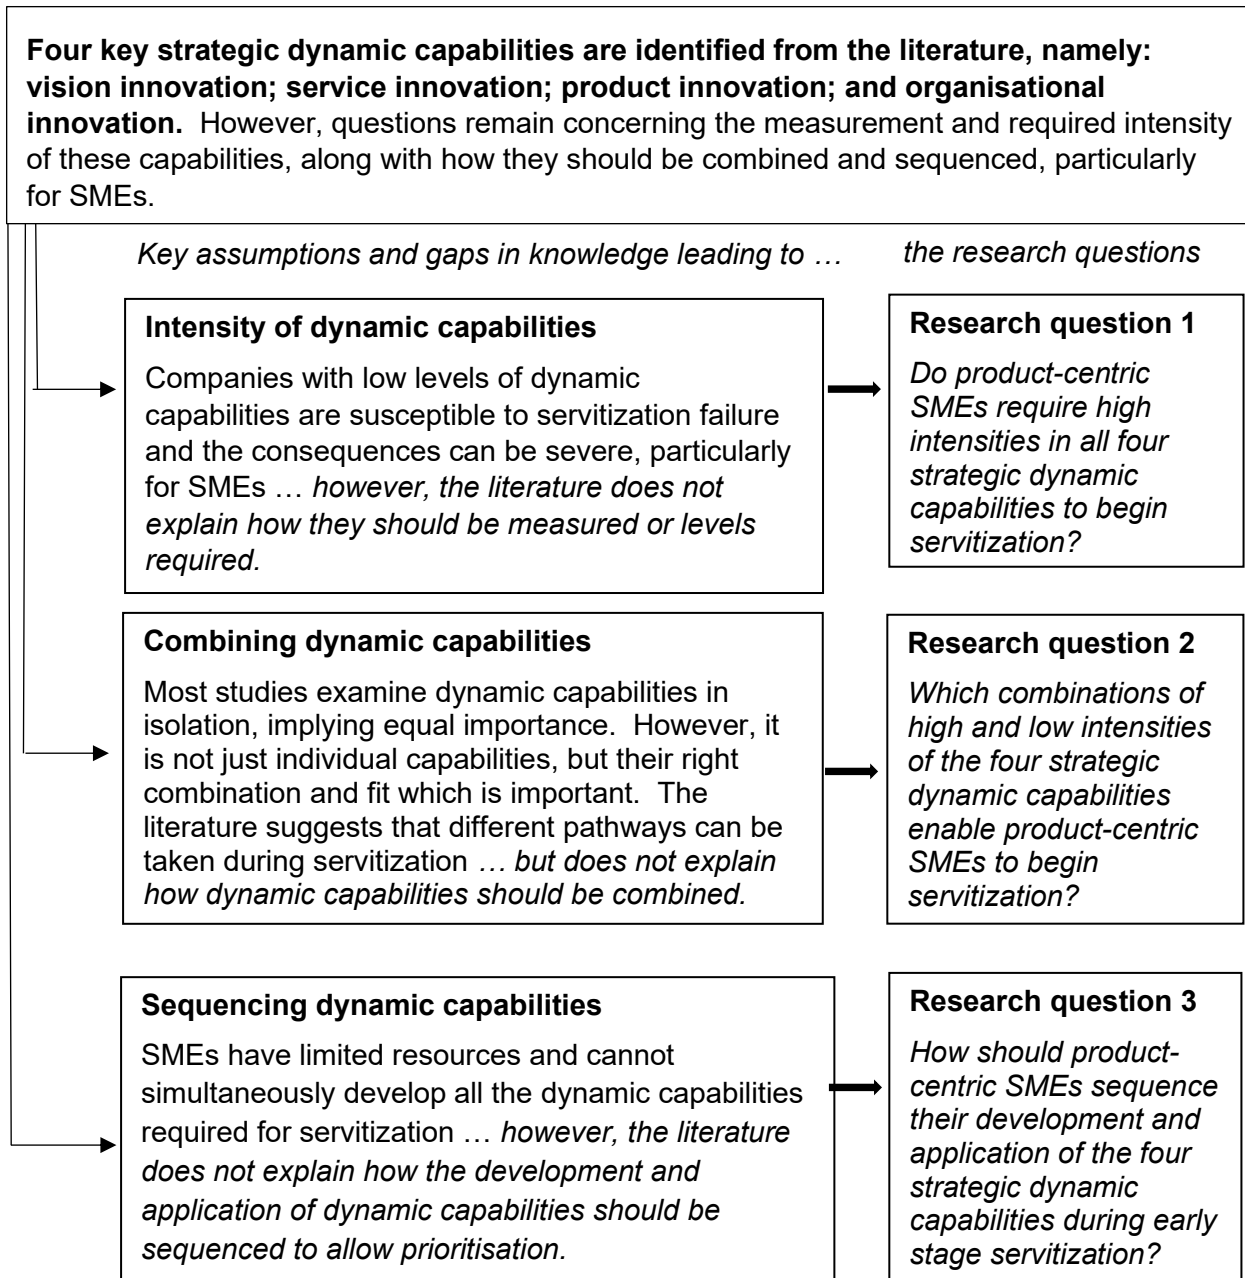 Four key strategic dynamic capabilities are identified from the literature, namely:
vision innovation; service innovation; product innovation; and organisational
innovation.  However, questions remain concerning the measurement and required intensity
of these capabilities, along with how they should be combined and sequenced, particularly
for SMEs.
Key assumptions and gaps in knowledge leading to …
the research questions
Intensity of dynamic capabilities
Companies with low levels of dynamic
capabilities are susceptible to servitization failure
and the consequences can be severe, particularly
for SMEs … however, the literature does not
explain how they should be measured or levels
required.
Research question 1
Do product-centric
SMEs require high
intensities in all four
strategic dynamic
capabilities to begin
servitization?
Combining dynamic capabilities
Most studies examine dynamic capabilities in
isolation, implying equal importance.  However, it
is not just individual capabilities, but their right
combination and fit which is important.  The
literature suggests that different pathways can be
taken during servitization … but does not explain
how dynamic capabilities should be combined.
Research question 2
Which combinations of
high and low intensities
of the four strategic
dynamic capabilities
enable product-centric
SMEs to begin
servitization?
Sequencing dynamic capabilities
SMEs have limited resources and cannot
simultaneously develop all the dynamic capabilities
required for servitization … however, the literature
does not explain how the development and
application of dynamic capabilities should be
sequenced to allow prioritisation.
Research question 3
How should product-
centric SMEs sequence
their development and
application of the four
strategic dynamic
capabilities during early
stage servitization?